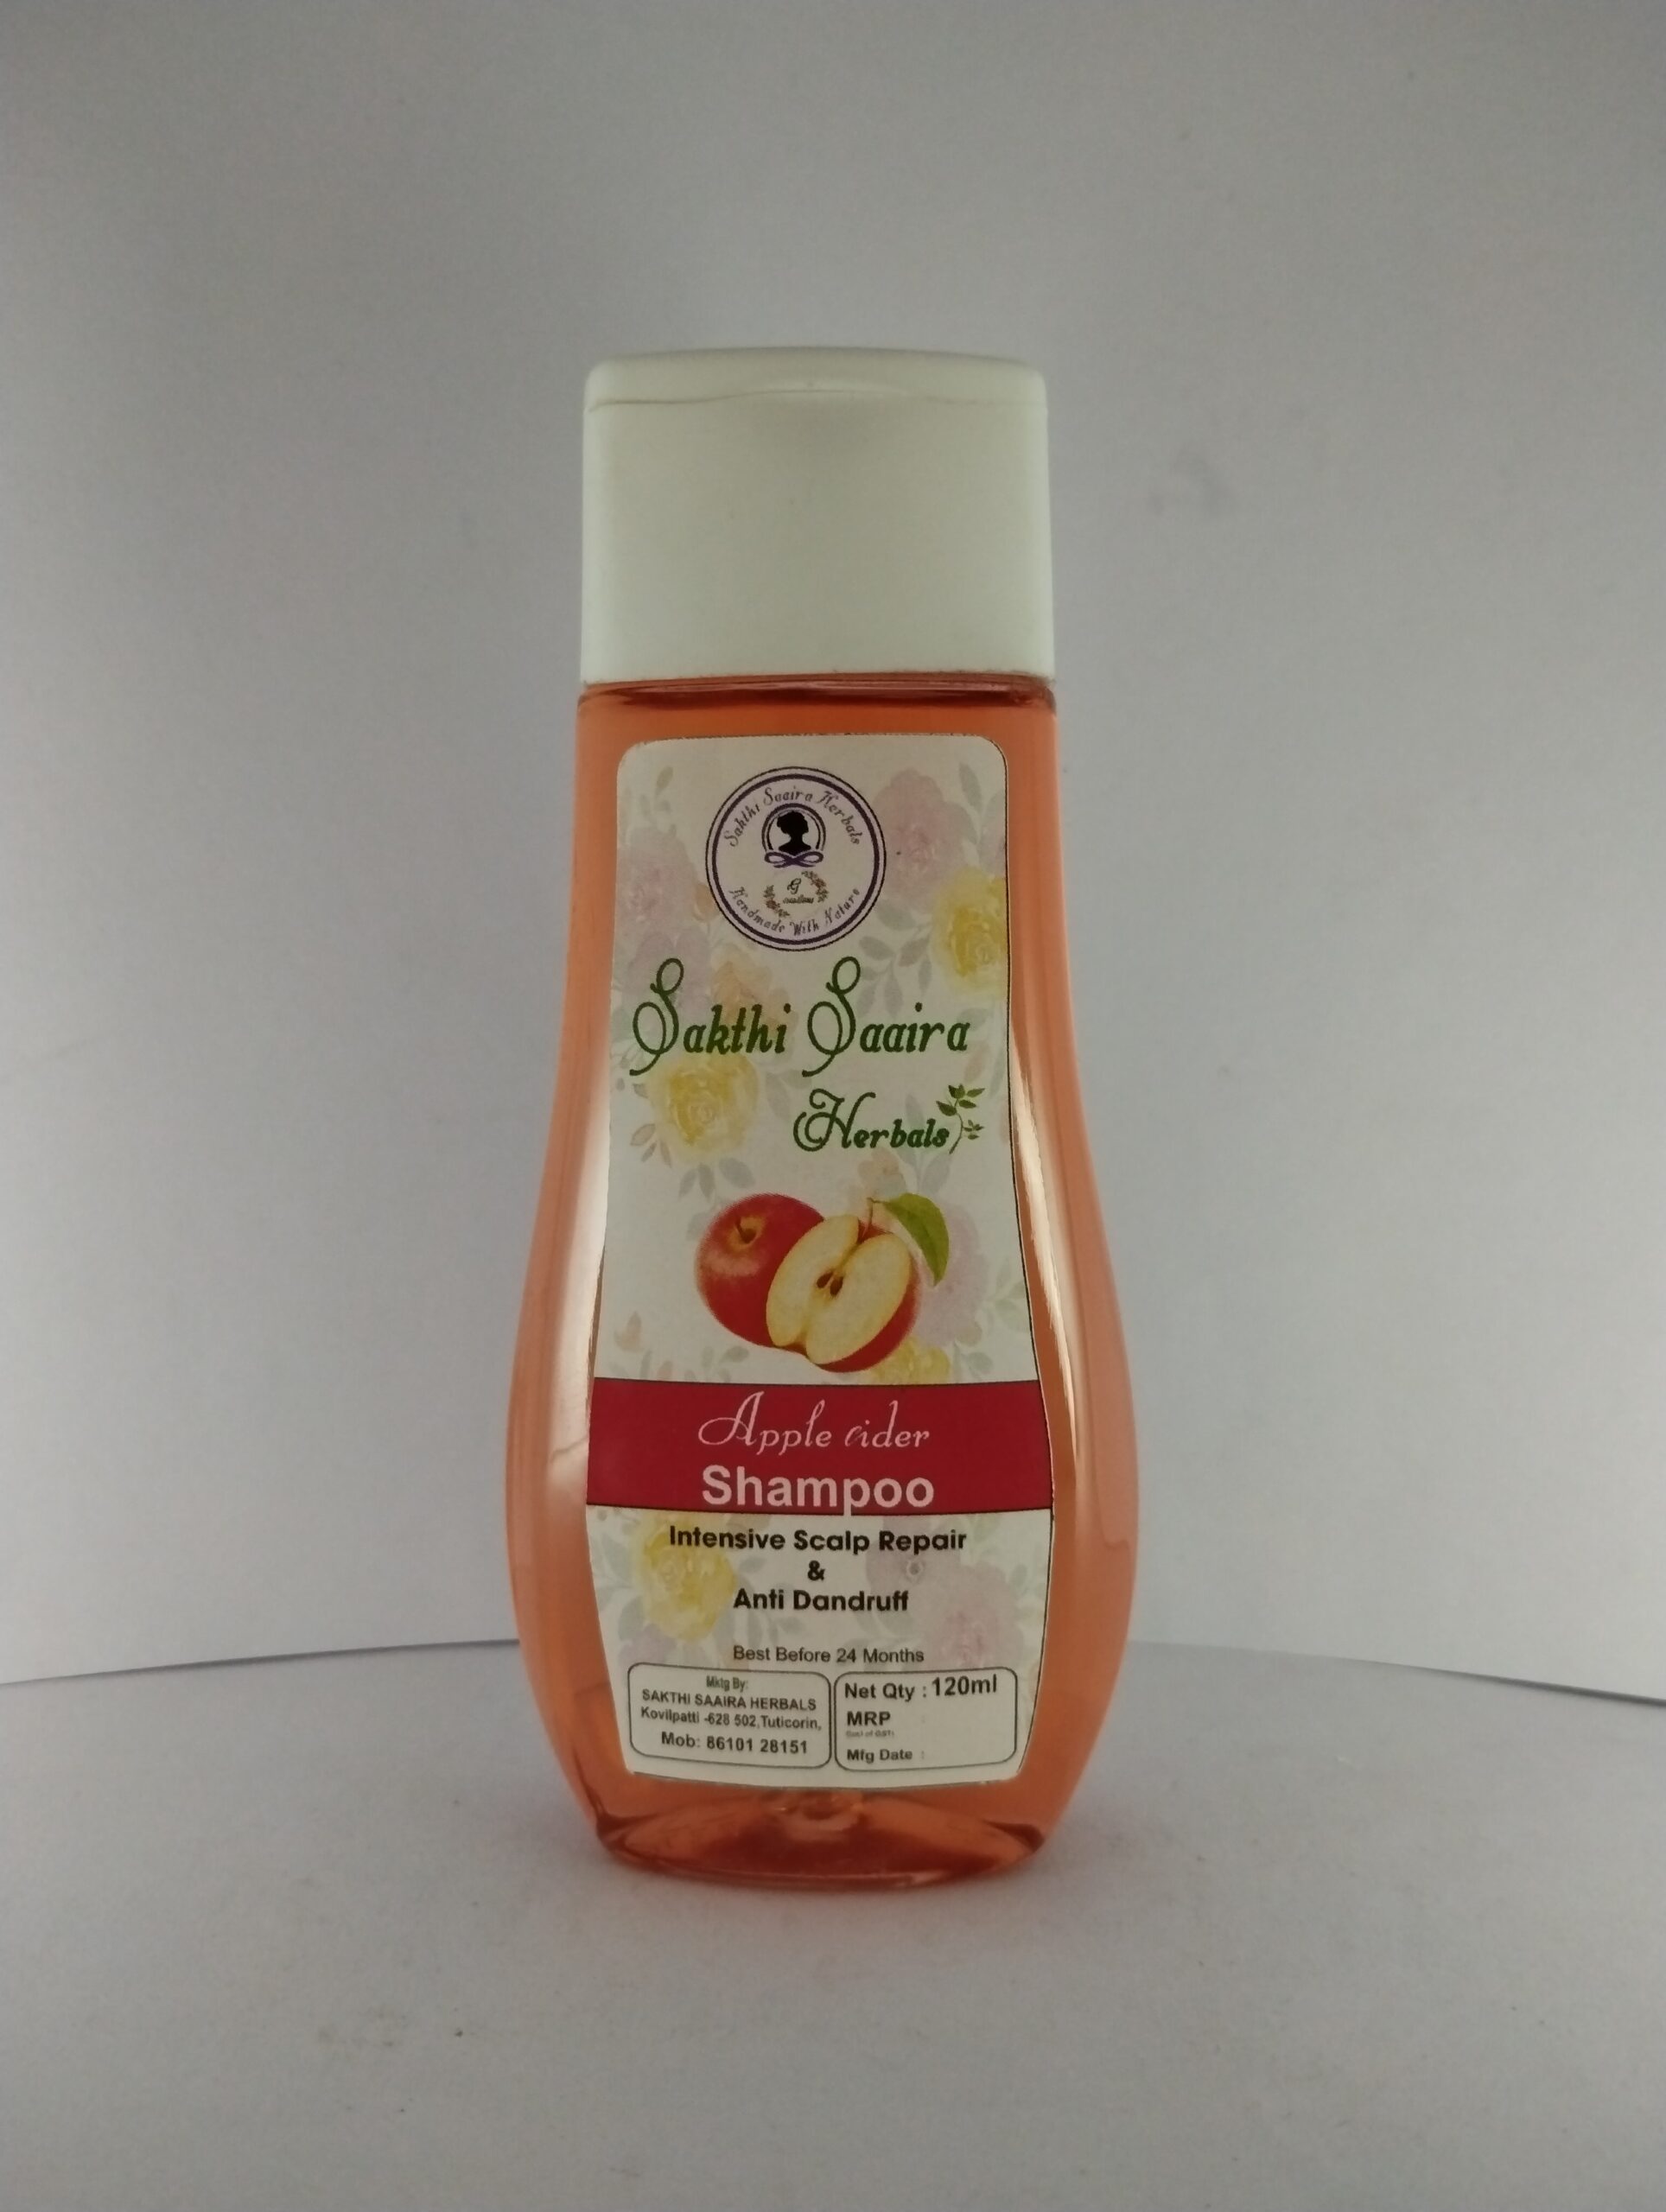 Sakthi Saaira Herbals
Handmade With Nature
Sakthi Saaira
Herbals
Apple cider
Shampoo
Intensive Scalp Repair
&
Anti Dandruff
Best Before 24 Months
Mktg By:
SAKTHI SAAIRA HERBALS
Kovilpatti -628 502,Tuticorin,
Mob: 86101 28151
Net Qty : 120ml
MRP
Mfg Date :